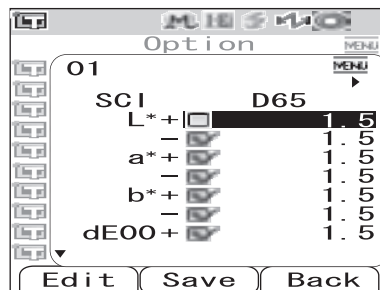 Option
MENU
01
MENU
SCI D65
L* + 1.5
− 1.5
a* + 1.5
− 1.5
b* + 1.5
− 1.5
dE00 + 1.5
Edit Save Back